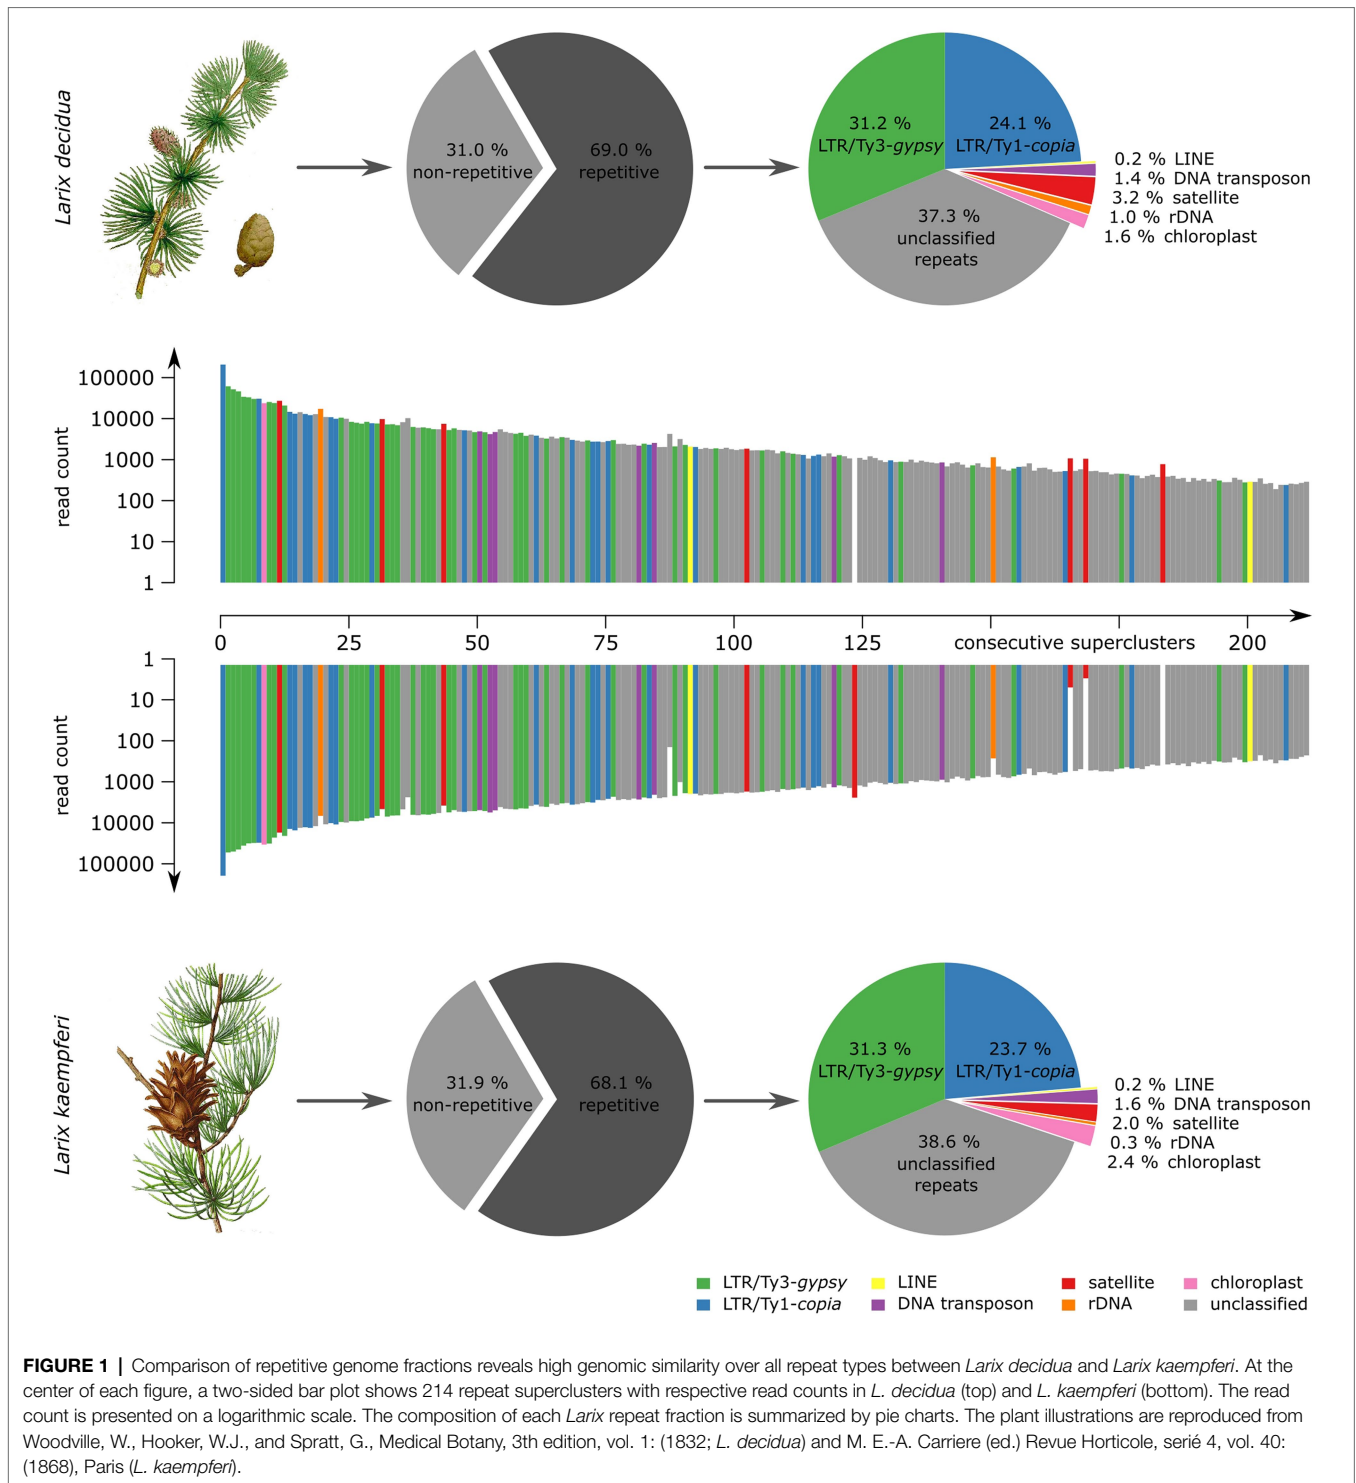 Larix decidua
31.0 %
non-repetitive
69.0 %
repetitive
31.2 %
LTR/Ty3-gypsy
24.1 %
LTR/Ty1-copia
37.3 %
unclassified
repeats
0.2 % LINE
1.4 % DNA transposon
3.2 % satellite
1.0 % rDNA
1.6 % chloroplast
read count
100000
10000
1000
100
10
1
0 25 50 75 100 125 consecutive superclusters 200
read count
1
10
100
1000
10000
100000
Larix kaempferi
31.9 %
non-repetitive
68.1 %
repetitive
31.3 %
LTR/Ty3-gypsy
23.7 %
LTR/Ty1-copia
38.6 %
unclassified
repeats
0.2 % LINE
1.6 % DNA transposon
2.0 % satellite
0.3 % rDNA
2.4 % chloroplast
LTR/Ty3-gypsy LINE satellite chloroplast
LTR/Ty1-copia DNA transposon rDNA unclassified
FIGURE 1 | Comparison of repetitive genome fractions reveals high genomic similarity over all repeat types between Larix decidua and Larix kaempferi. At the
center of each figure, a two-sided bar plot shows 214 repeat superclusters with respective read counts in L. decidua (top) and L. kaempferi (bottom). The read
count is presented on a logarithmic scale. The composition of each Larix repeat fraction is summarized by pie charts. The plant illustrations are reproduced from
Woodville, W., Hooker, W.J., and Spratt, G., Medical Botany, 3th edition, vol. 1: (1832; L. decidua) and M. E.-A. Carriere (ed.) Revue Horticole, serié 4, vol. 40:
(1868), Paris (L. kaempferi).